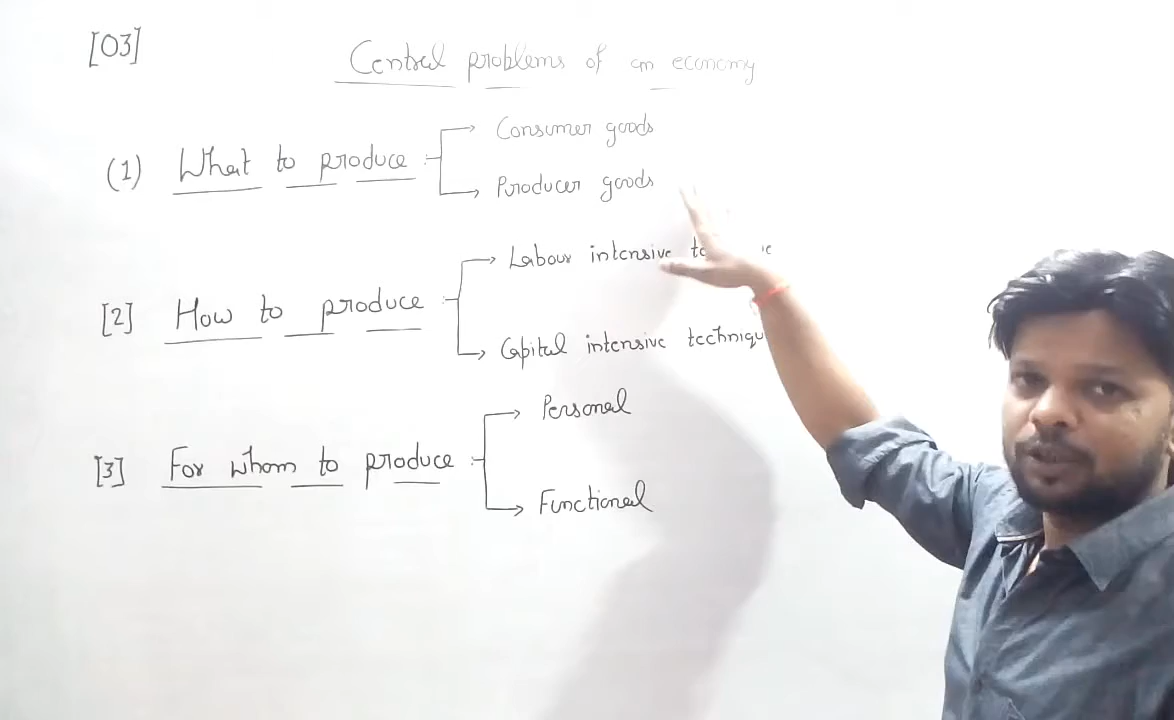 [03]
Central problems of an economy
(1) What to produce :
Consumer goods
Producer goods
[2] How to produce :
Labour intensive
Capital intensive
[3] For whom to produce :
Personal
Functional